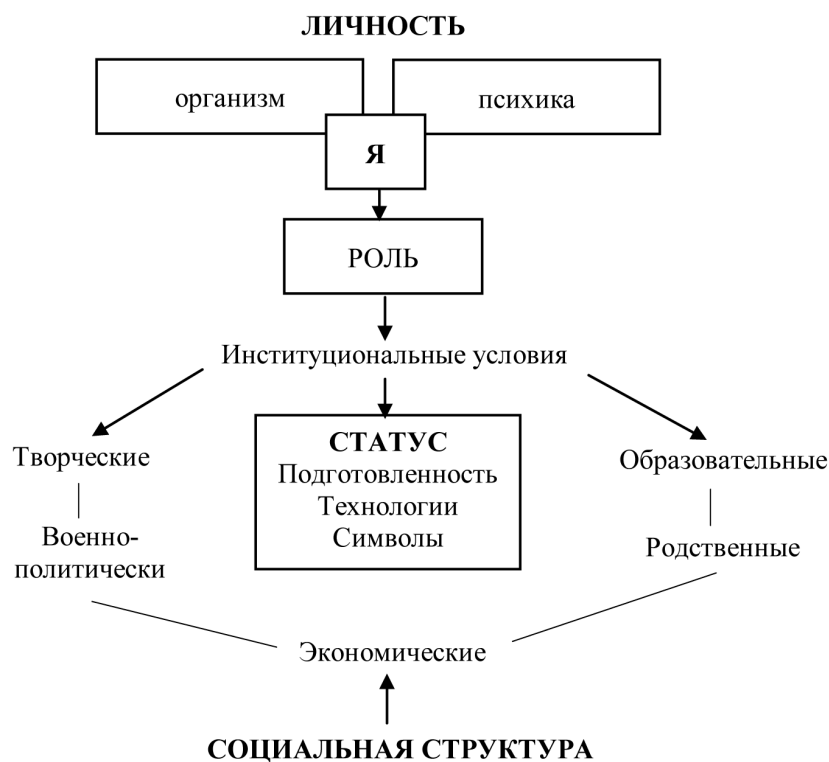 ЛИЧНОСТЬ
организм
психика
Я
РОЛЬ
Институциональные условия
СТАТУС
Подготовленность
Технологии
Символы
Творческие
Образовательные
Военно-
политически
Родственные
Экономические
СОЦИАЛЬНАЯ СТРУКТУРА